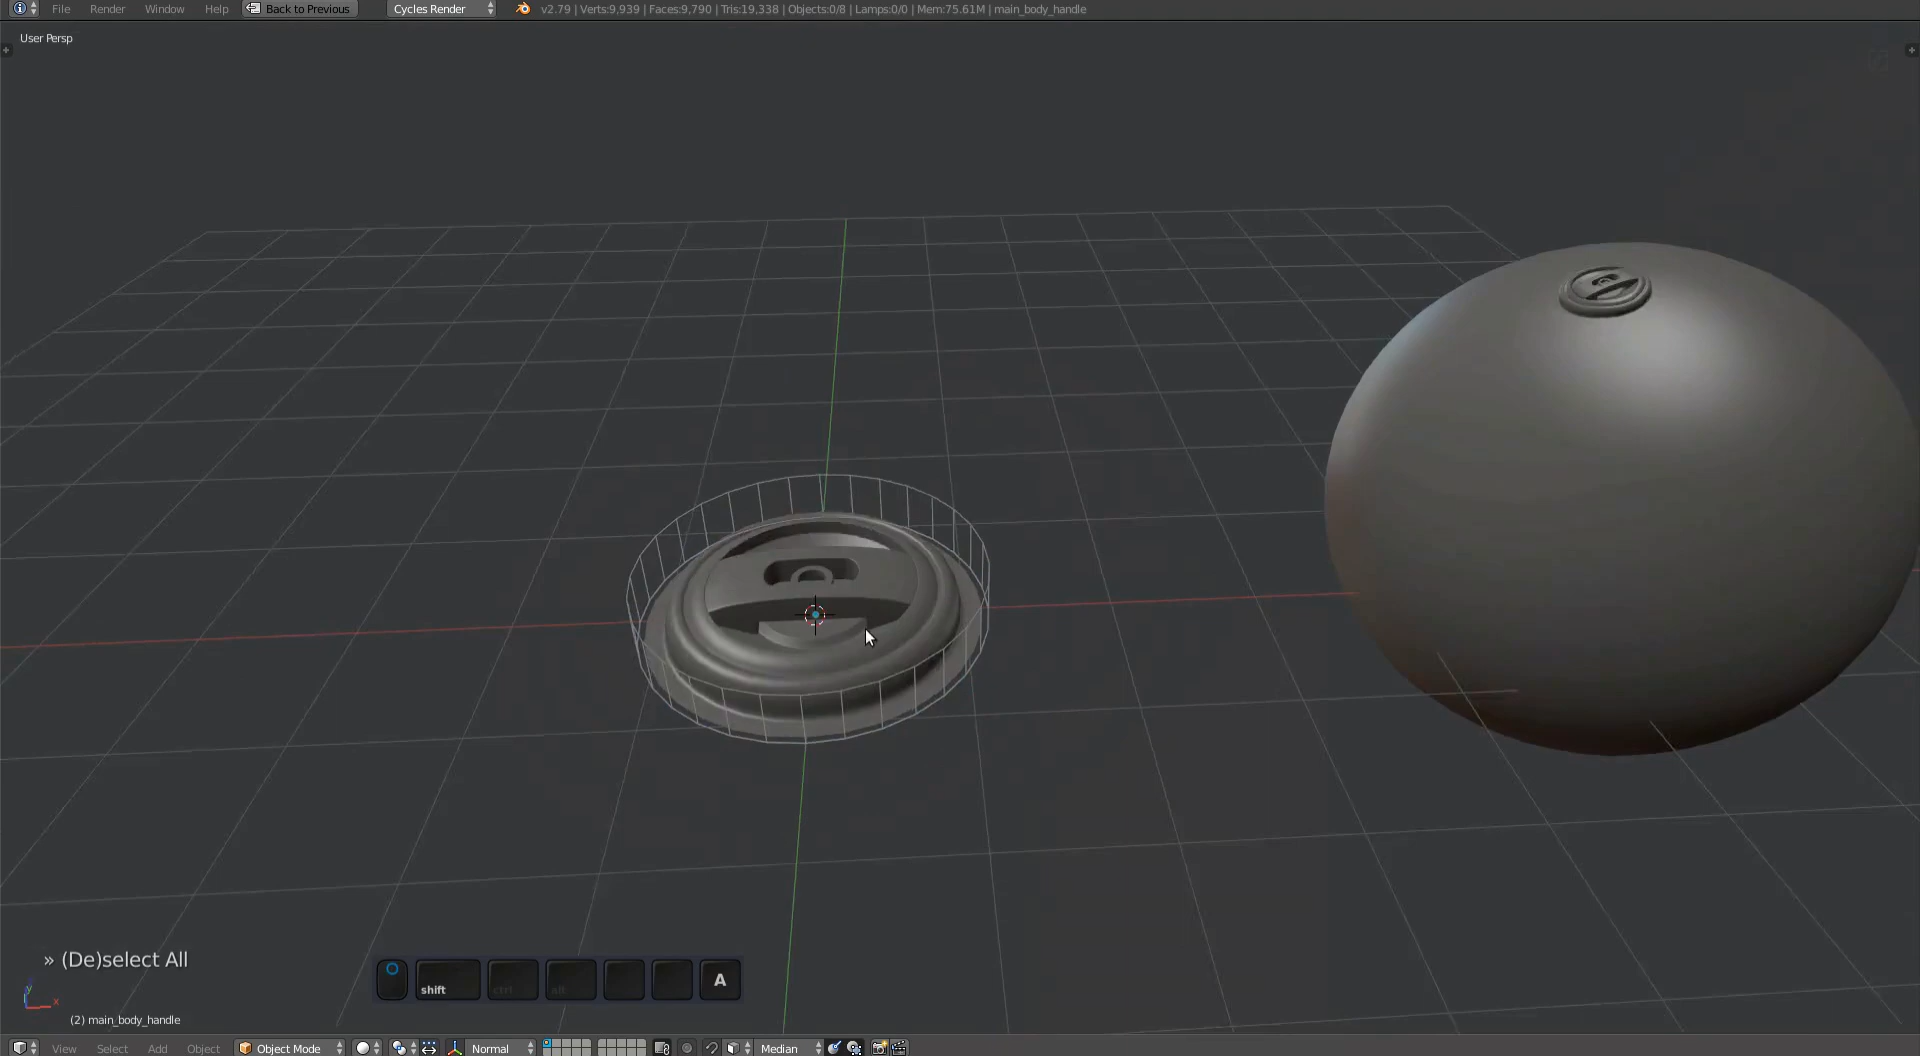 File Render Window Help Back to Previous Cycles Render v2.79 | Verts:9,939 | Faces:9,790 | Tris:19,338 | Objects:0/8 | Lamps:0/0 | Mem:75.61M | main_body_handle
User Persp
» (De)select All
shift ctrl alt A
y
x
(2) main_body_handle
View Select Add Object Object Mode Normal Median